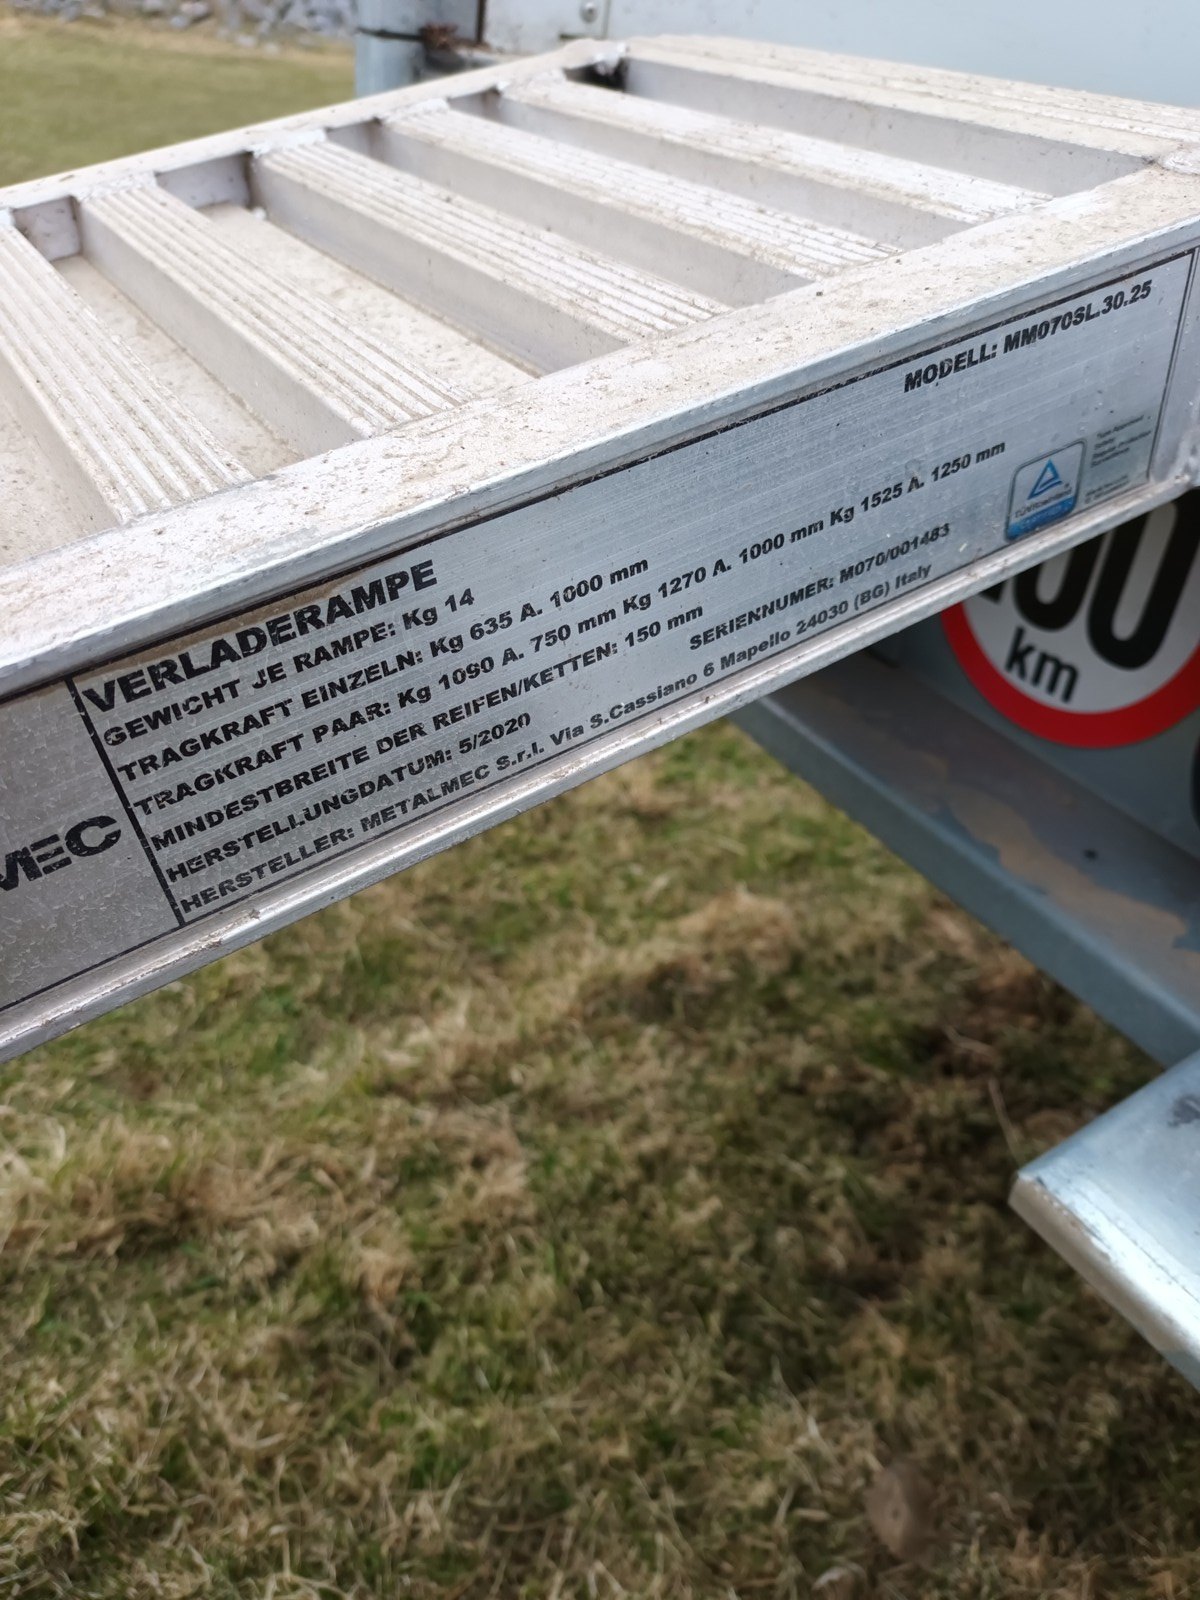 MODELL: MM070SL.30.25
VERLADERAMPE
GEWICHT JE RAMPE: Kg 14
TRAGKRAFT EINZELN: Kg 635 A. 1000 mm
TRAGKRAFT PAAR: Kg 1090 A. 750 mm Kg 1270 A. 1000 mm Kg 1525 A. 1250 mm
MINDESTBREITE DER REIFEN/KETTEN: 150 mm
HERSTELLUNGDATUM: 5/2020 SERIENNUMER: M070/001483
HERSTELLER: METALMEC S.r.l. Via S.Cassiano 6 Mapello 24030 (BG) Italy
MEC
km